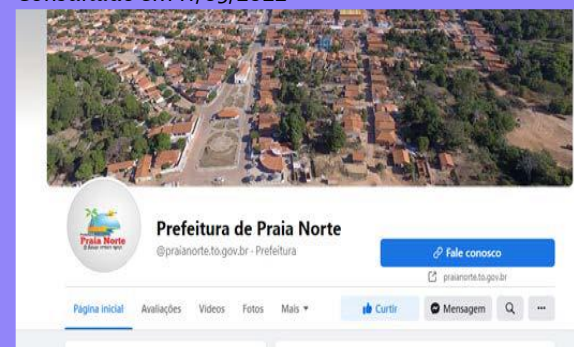 Prefeitura de Praia Norte
@praianorte.to.gov.br - Prefeitura
Praia Norte
Fale conosco
praianorte.to.gov.br
Página inicial Avaliações Vídeos Fotos Mais
Curtir Mensagem